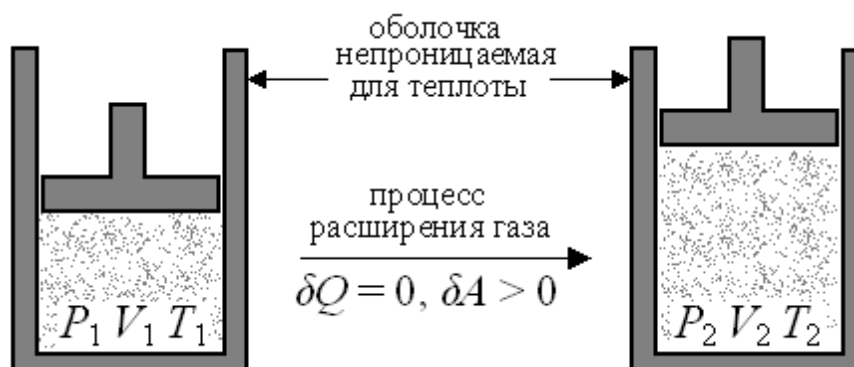 оболочка
непроницаемая
для теплоты
процесс
расширения газа
δQ = 0, δA > 0
P₁ V₁ T₁
P₂ V₂ T₂